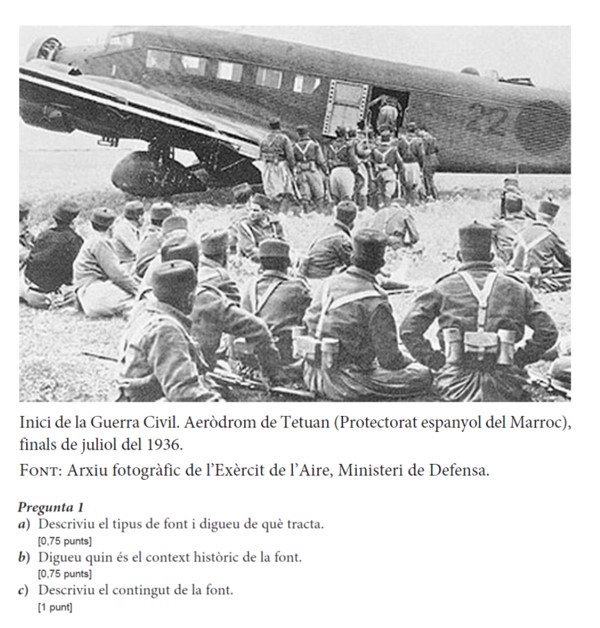 22
Inici de la Guerra Civil. Aeròdrom de Tetuan (Protectorat espanyol del Marroc),
finals de juliol del 1936.
FONT: Arxiu fotogràfic de l’Exèrcit de l’Aire, Ministeri de Defensa.
Pregunta 1
a) Descriviu el tipus de font i digueu de què tracta.
[0,75 punts]
b) Digueu quin és el context històric de la font.
[0,75 punts]
c) Descriviu el contingut de la font.
[1 punt]